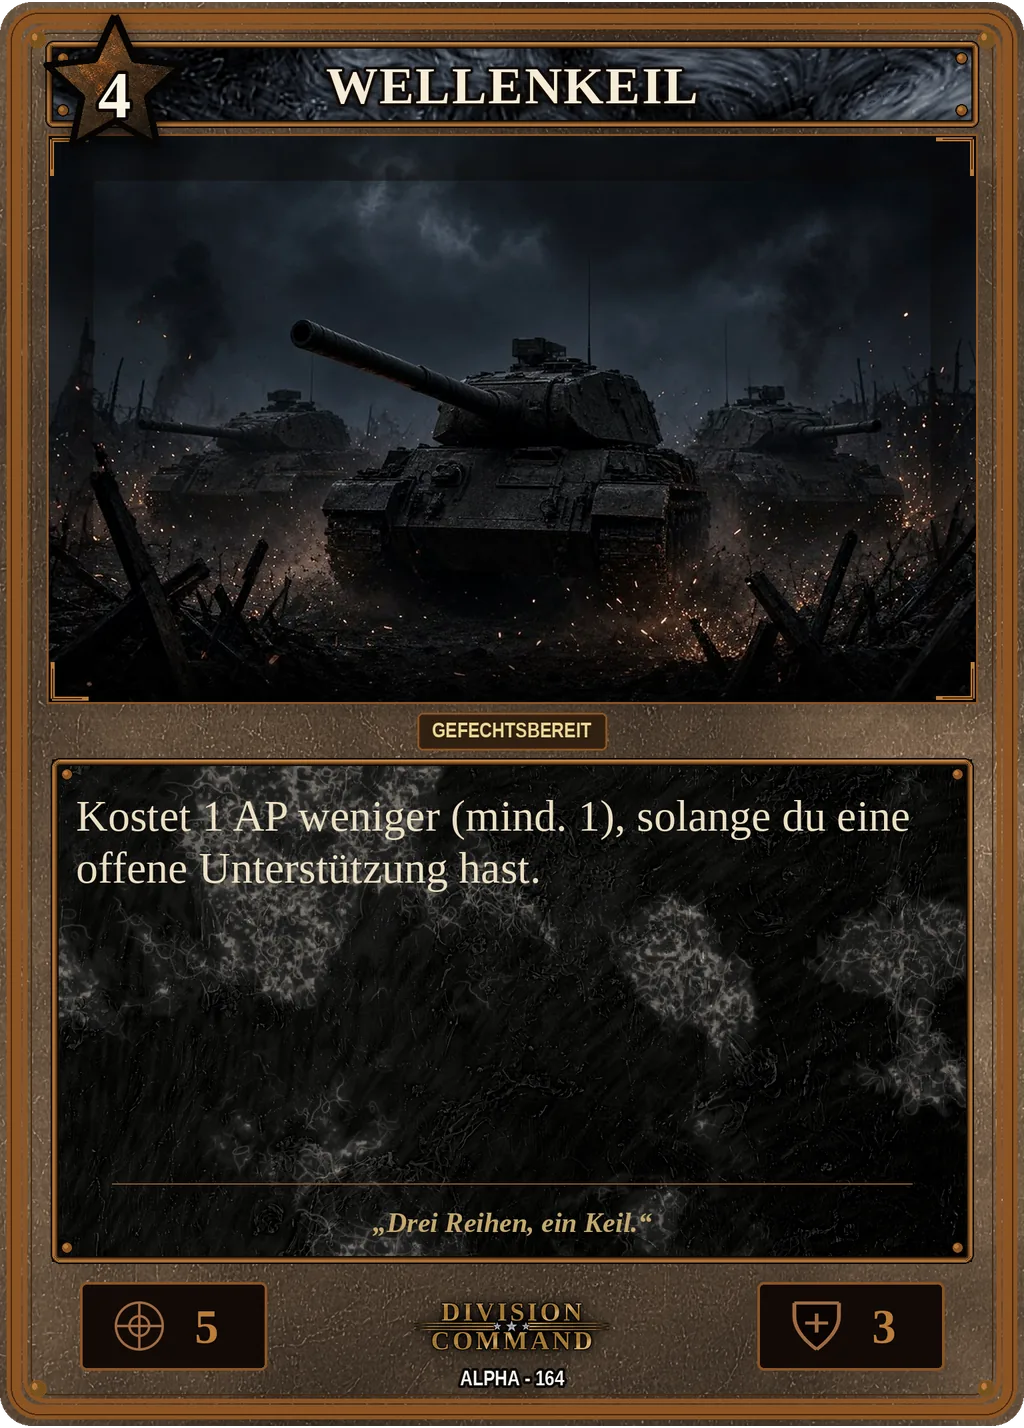 4
WELLENKEIL
GEFECHTSBEREIT
Kostet 1 AP weniger (mind. 1), solange du eine
offene Unterstützung hast.
„Drei Reihen, ein Keil.“
5
DIVISION
COMMAND
3
ALPHA - 164